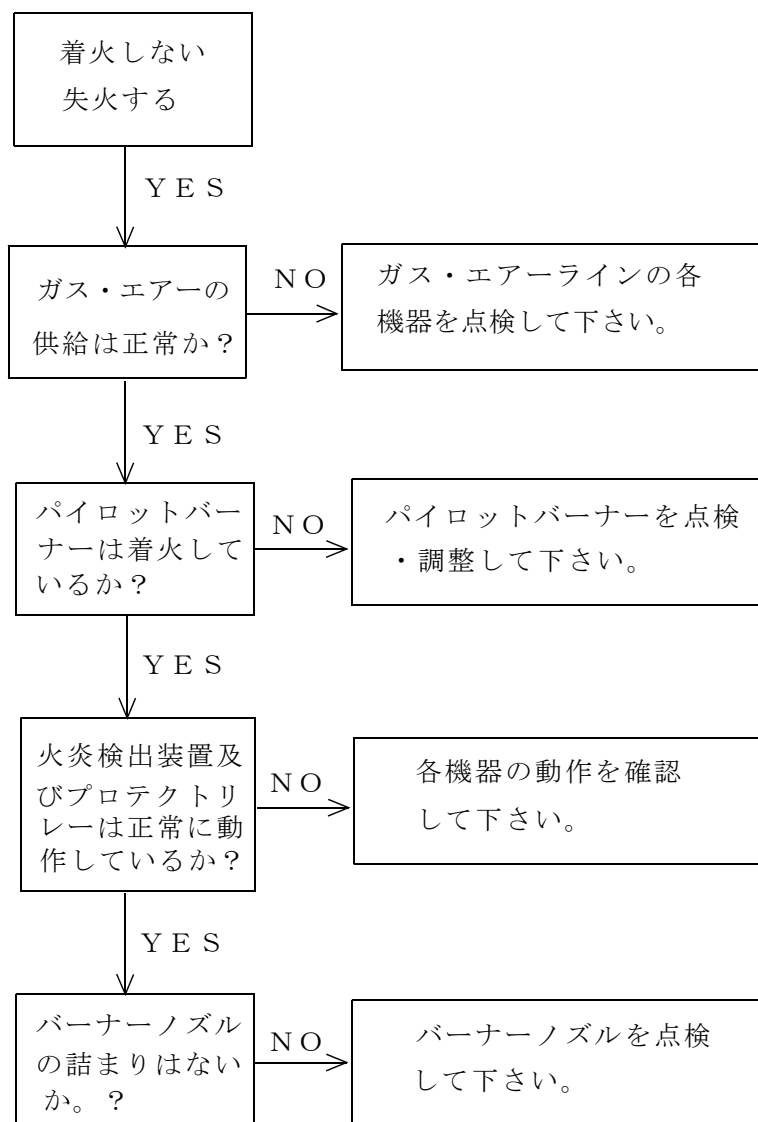 着火しない
失火する
ＹＥＳ
ガス・エアーの
供給は正常か？
ＮＯ
ガス・エアーラインの各
機器を点検して下さい。
ＹＥＳ
パイロットバー
ナーは着火して
いるか？
ＮＯ
パイロットバーナーを点検
・調整して下さい。
ＹＥＳ
火炎検出装置及
びプロテクトリ
レーは正常に動
作しているか？
ＮＯ
各機器の動作を確認
して下さい。
ＹＥＳ
バーナーノズル
の詰まりはない
か。？
ＮＯ
バーナーノズルを点検
して下さい。